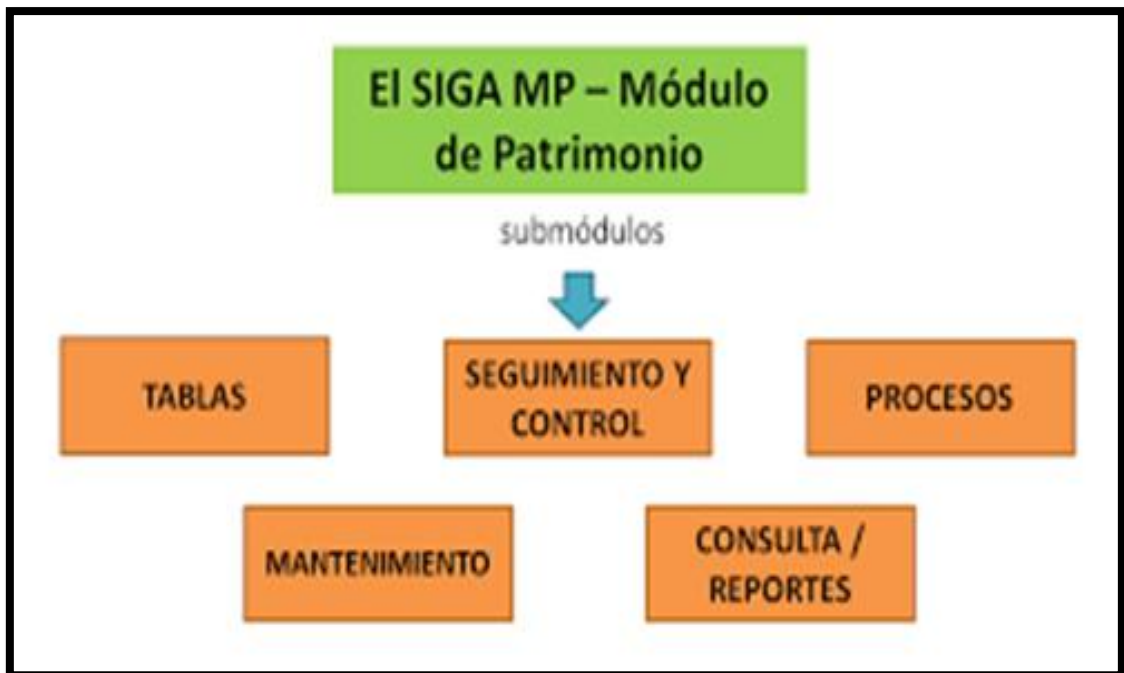 El SIGA MP – Módulo
de Patrimonio
submódulos
TABLAS
SEGUIMIENTO Y
CONTROL
PROCESOS
MANTENIMIENTO
CONSULTA /
REPORTES